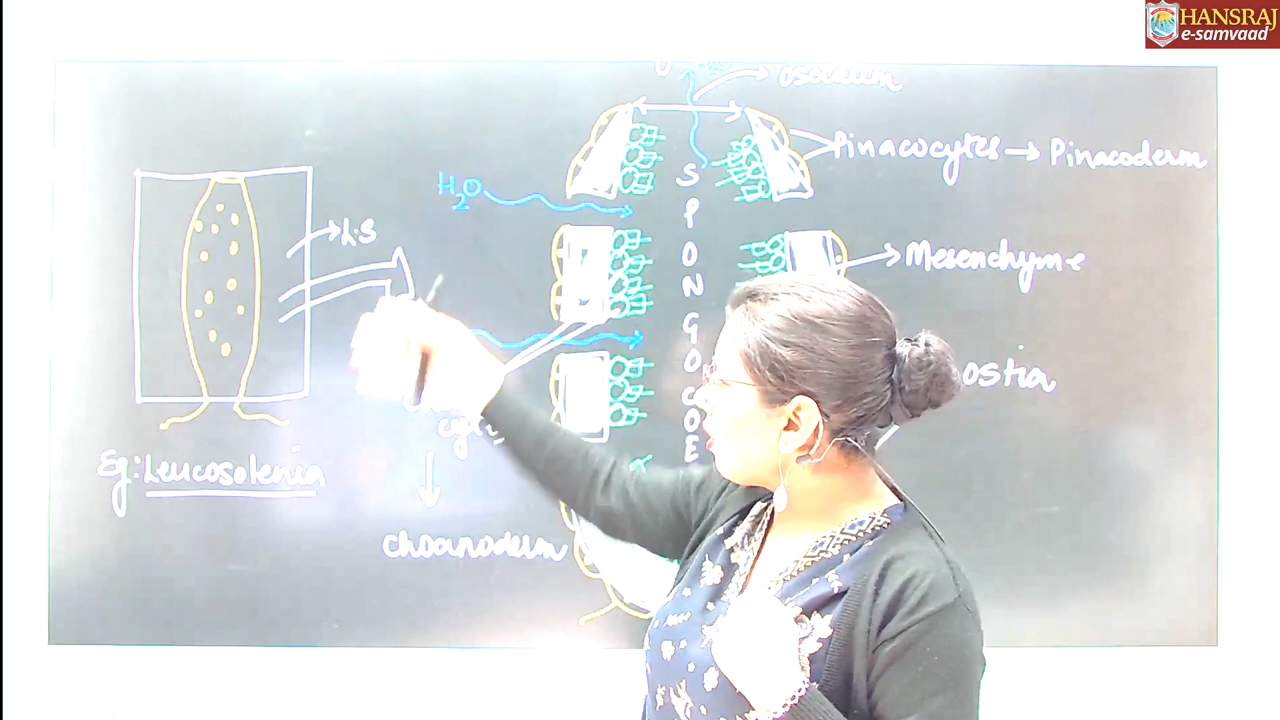 HANSRAJ
e-samvaad
osculum
Pinacocytes → Pinacoderm
H₂O
L.S
Mesenchyme
S
P
O
N
G
O
C
O
E
ostia
Eg: Leucosolenia
choanoderm